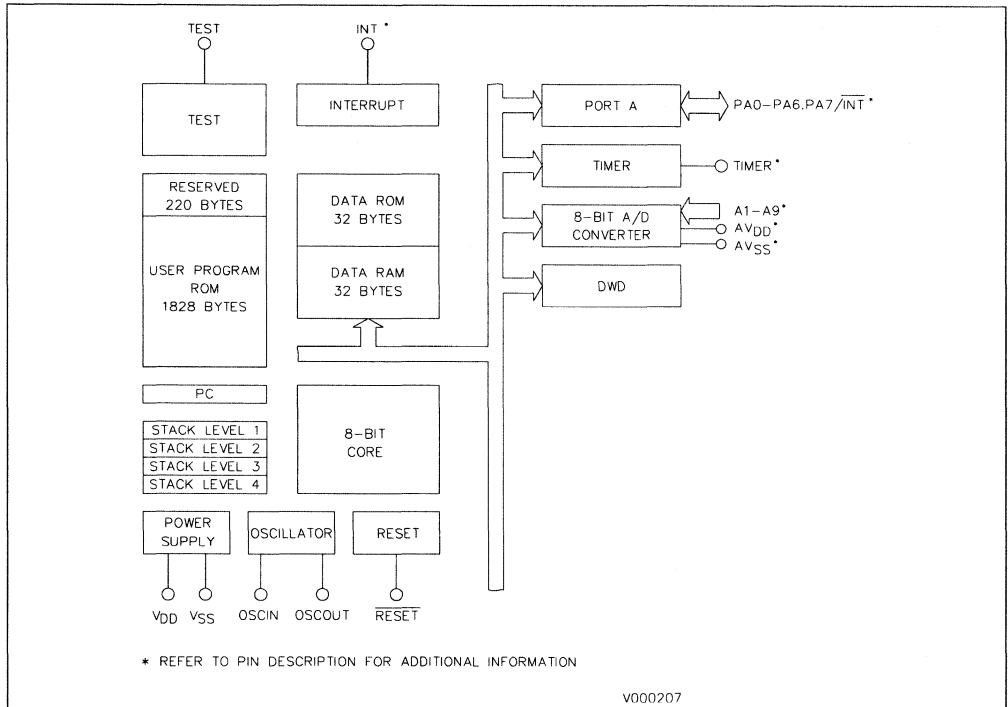 TEST
INT *
TEST
INTERRUPT
PORT A
PA0-PA6.PA7/INT *
TIMER
TIMER*
RESERVED
220 BYTES
DATA ROM
32 BYTES
8-BIT A/D
CONVERTER
A1-A9*
AVDD*
AVSS*
USER PROGRAM
ROM
1828 BYTES
DATA RAM
32 BYTES
DWD
PC
8-BIT
CORE
STACK LEVEL 1
STACK LEVEL 2
STACK LEVEL 3
STACK LEVEL 4
POWER
SUPPLY
OSCILLATOR
RESET
VDD VSS OSCIN OSCOUT RESET
* REFER TO PIN DESCRIPTION FOR ADDITIONAL INFORMATION
V000207